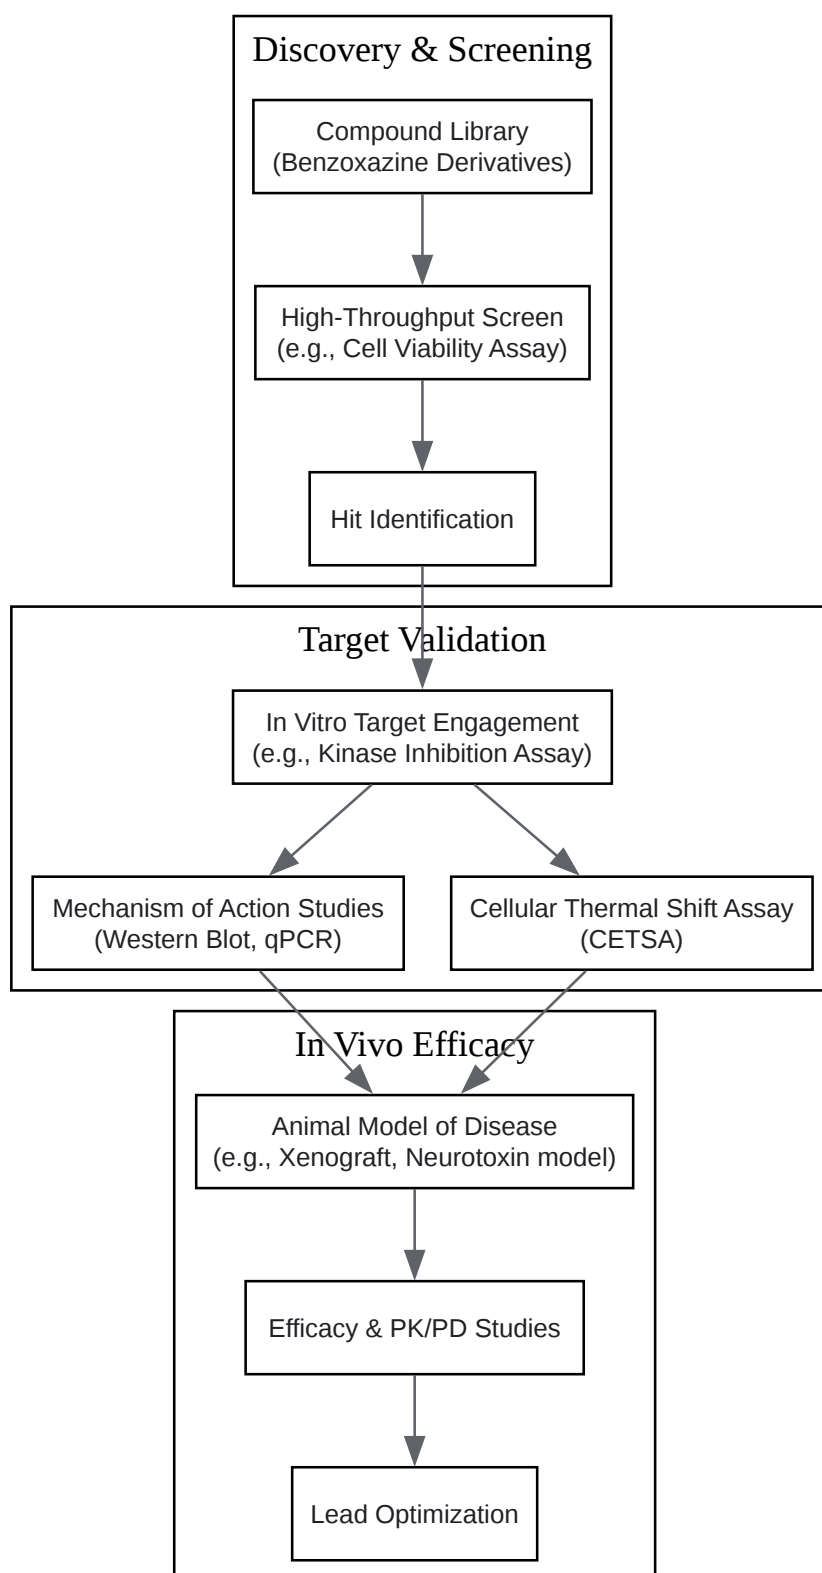 Discovery & Screening
Compound Library
(Benzoxazine Derivatives)
High-Throughput Screen
(e.g., Cell Viability Assay)
Hit Identification
Target Validation
In Vitro Target Engagement
(e.g., Kinase Inhibition Assay)
Mechanism of Action Studies
(Western Blot, qPCR)
Cellular Thermal Shift Assay
(CETSA)
In Vivo Efficacy
Animal Model of Disease
(e.g., Xenograft, Neurotoxin model)
Efficacy & PK/PD Studies
Lead Optimization